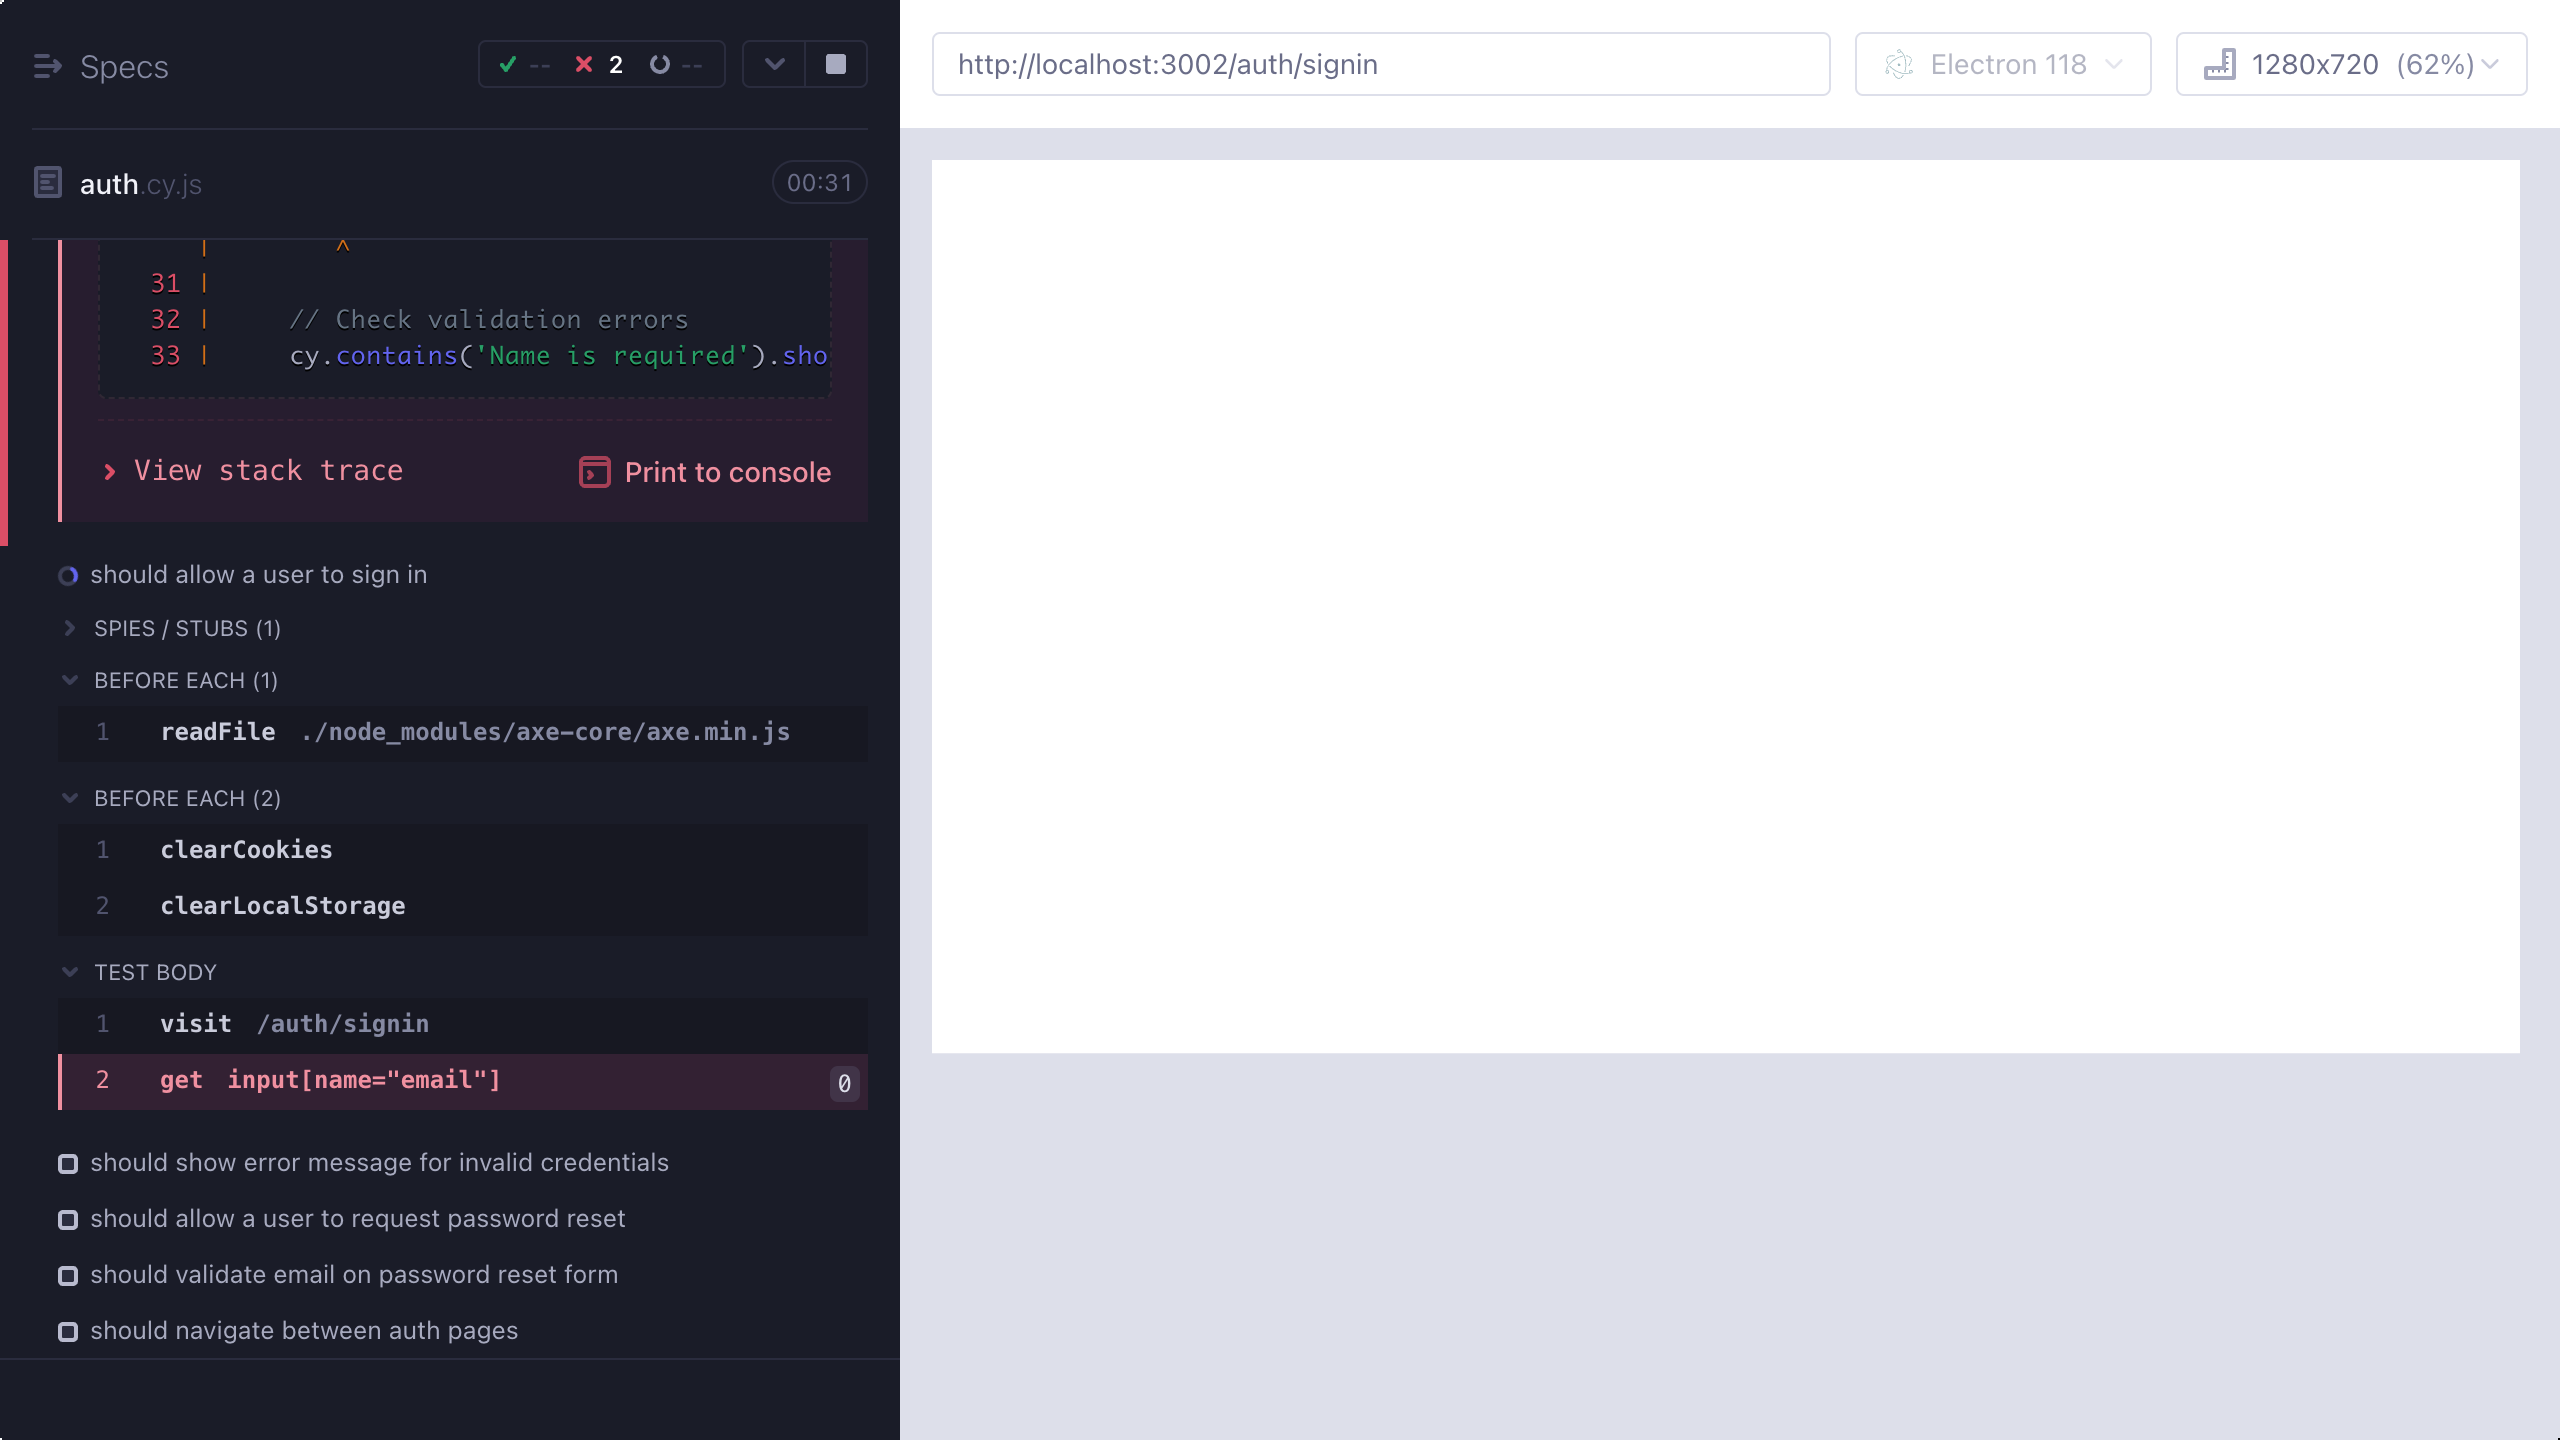 Specs
-- 2 --
http://localhost:3002/auth/signin
Electron 118
1280x720 (62%)
auth.cy.js
00:31
| ^
31 |
32 | // Check validation errors
33 | cy.contains('Name is required').sho
View stack trace
Print to console
should allow a user to sign in
SPIES / STUBS (1)
BEFORE EACH (1)
1 readFile ./node_modules/axe-core/axe.min.js
BEFORE EACH (2)
1 clearCookies
2 clearLocalStorage
TEST BODY
1 visit /auth/signin
2 get input[name="email"] 0
should show error message for invalid credentials
should allow a user to request password reset
should validate email on password reset form
should navigate between auth pages